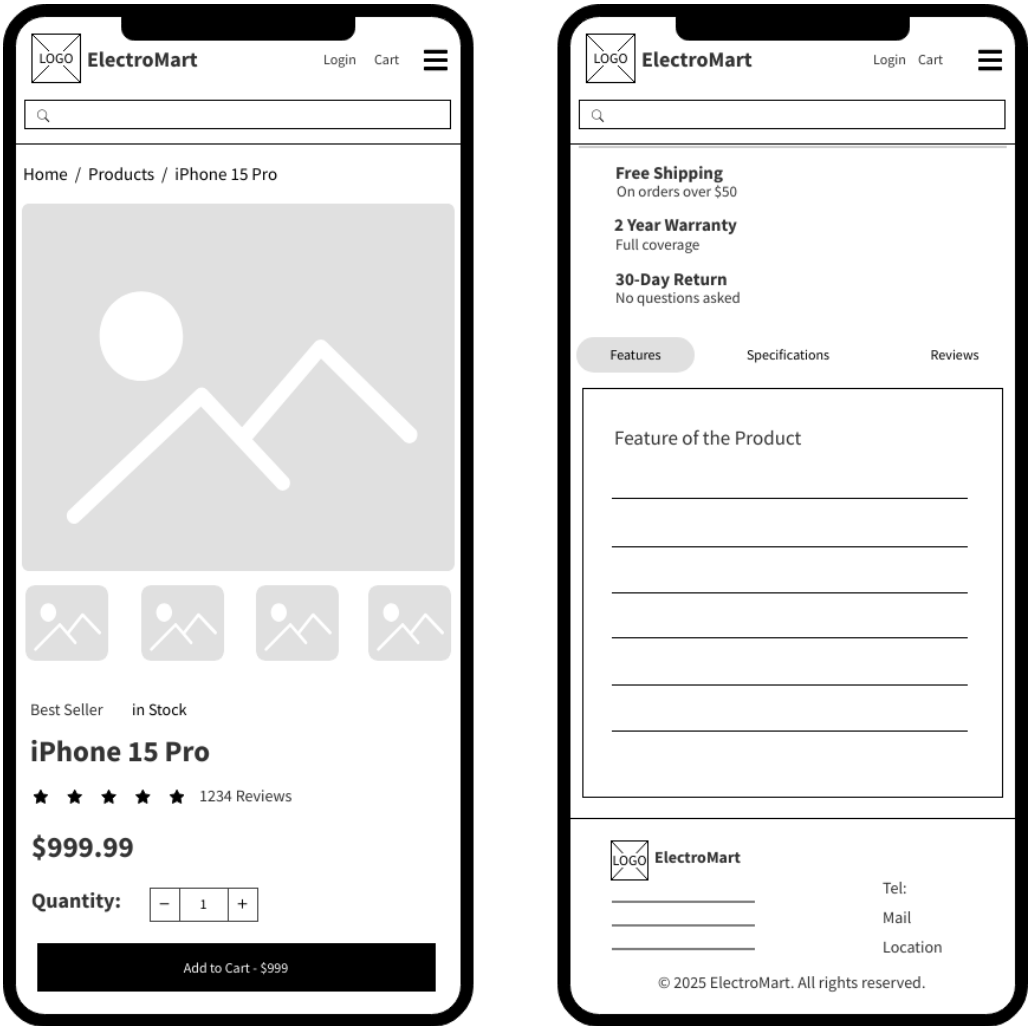 LOGO ElectroMart Login Cart
Home / Products / iPhone 15 Pro
Best Seller in Stock
iPhone 15 Pro
1234 Reviews
$999.99
Quantity: − 1 +
Add to Cart - $999
LOGO ElectroMart Login Cart
Free Shipping
On orders over $50
2 Year Warranty
Full coverage
30-Day Return
No questions asked
Features Specifications Reviews
Feature of the Product
LOGO ElectroMart
Tel:
Mail
Location
© 2025 ElectroMart. All rights reserved.